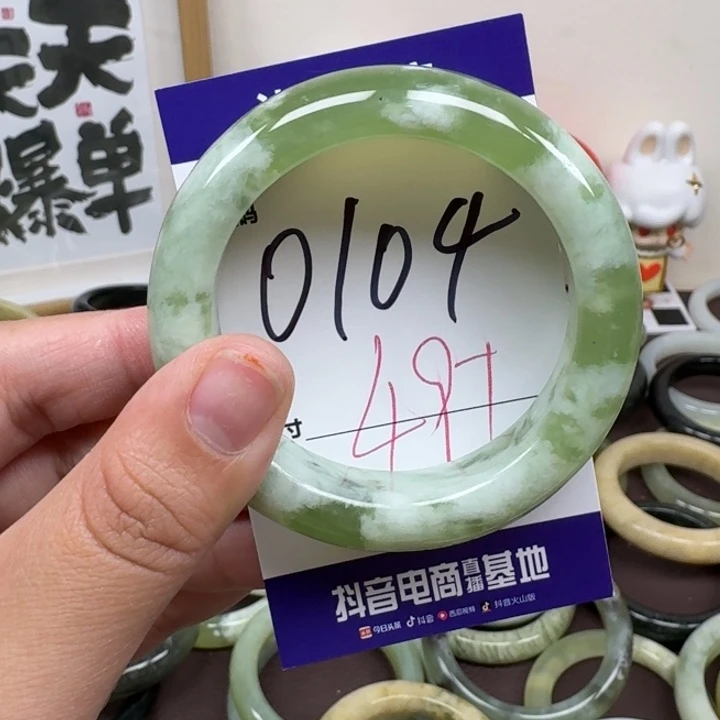 天
爆单
0104
497
寸
抖音电商直播基地
今日头条 抖音 西瓜视频 抖音火山版